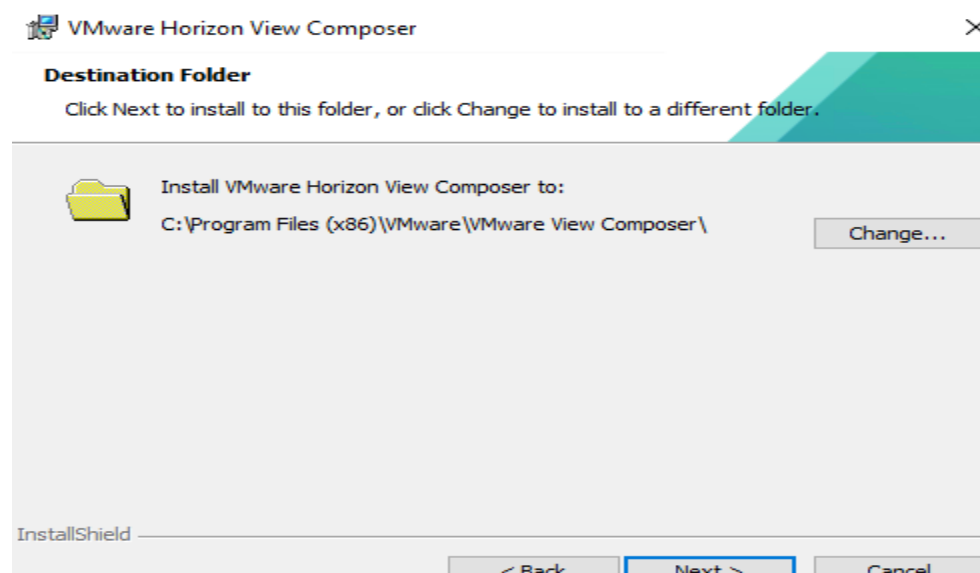 VMware Horizon View Composer
Destination Folder
Click Next to install to this folder, or click Change to install to a different folder.
Install VMware Horizon View Composer to:
C:\Program Files (x86)\VMware\VMware View Composer\
Change...
InstallShield
< Back
Next >
Cancel